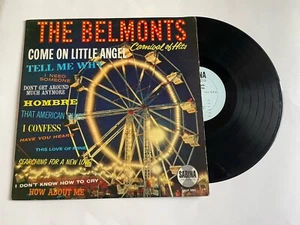 THE BELMONTS
Carnival of Hits
COME ON LITTLE ANGEL
TELL ME WHY
I NEED
SOMEONE
DON'T GET AROUND
MUCH ANYMORE
HOMBRE
THAT AMERICAN
I CONFESS
HAVE YOU HEARD
THIS LOVE OF MINE
SEARCHING FOR A NEW LOVE
I DON'T KNOW HOW TO CRY
HOW ABOUT ME
SABINA
SABINA